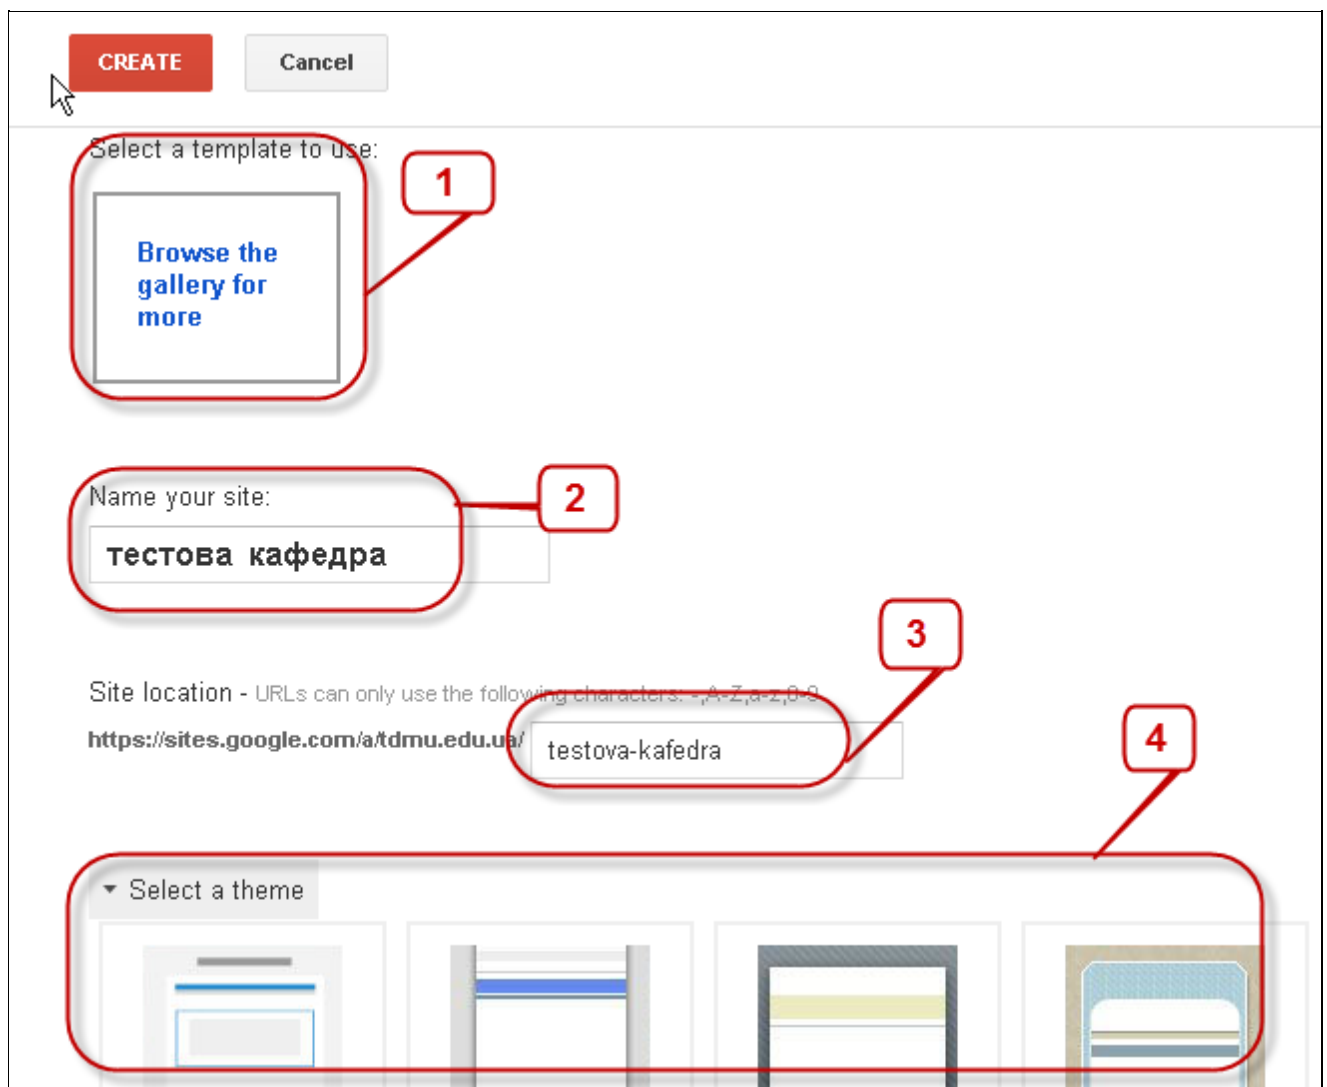 CREATE Cancel
Select a template to use:
1
Browse the
gallery for
more
Name your site:
2
тестова кафедра
3
Site location - URLs can only use the following characters: -,A-Z,a-z,0-9
https://sites.google.com/a/tdmu.edu.ua/ testova-kafedra
4
Select a theme